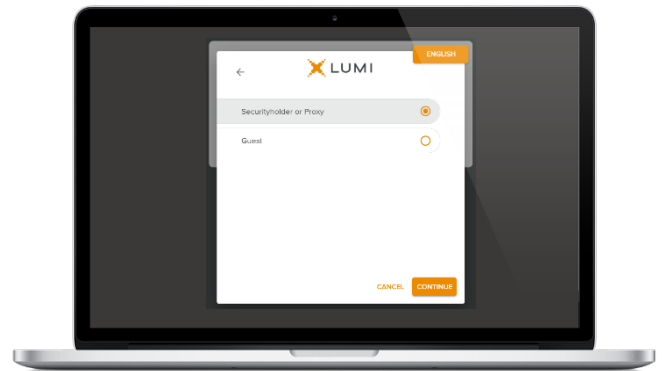 ENGLISH
LUMI
Securityholder or Proxy
Guest
CANCEL
CONTINUE